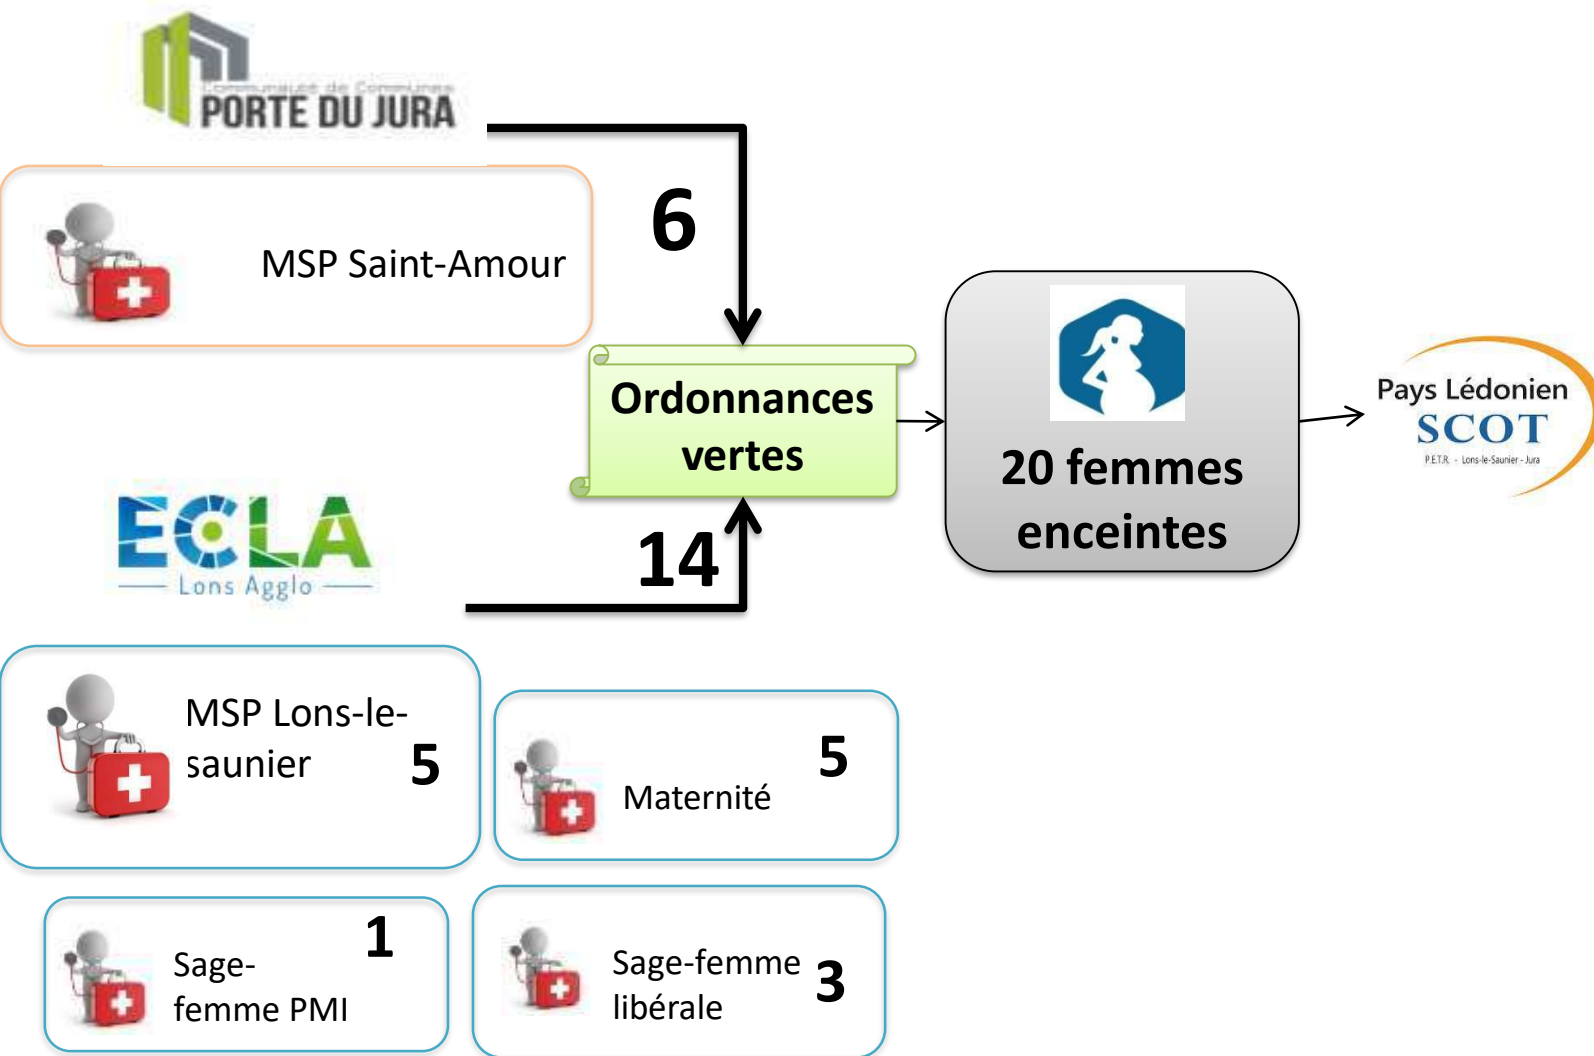 Communauté de Communes
PORTE DU JURA
6
MSP Saint-Amour
Ordonnances
vertes
20 femmes
enceintes
Pays Lédonien
SCOT
P.E.T.R. - Lons-le-Saunier - Jura
ECLA
Lons Agglo
14
MSP Lons-le-
saunier
5
Maternité
5
Sage-
femme PMI
1
Sage-femme
libérale
3